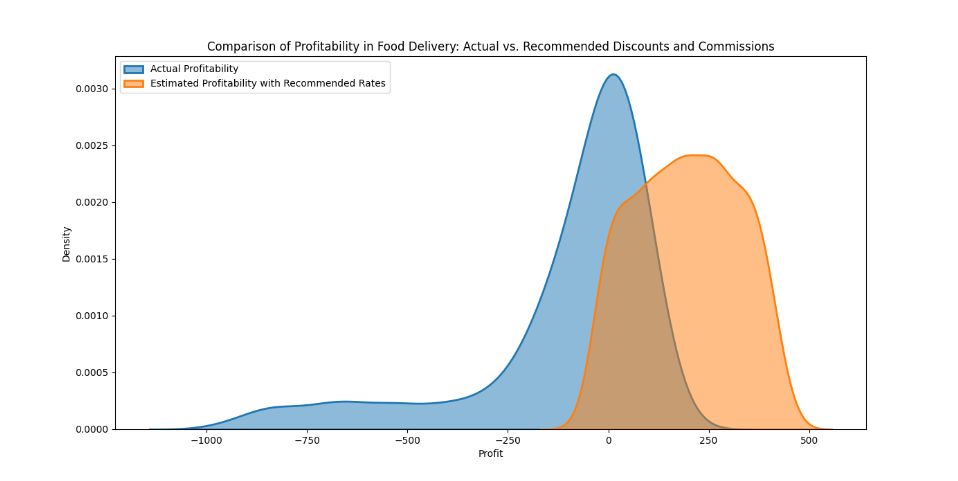 Comparison of Profitability in Food Delivery: Actual vs. Recommended Discounts and Commissions
Actual Profitability
Estimated Profitability with Recommended Rates
0.0030
0.0025
0.0020
0.0015
0.0010
0.0005
0.0000
Density
−1000 −750 −500 −250 0 250 500
Profit